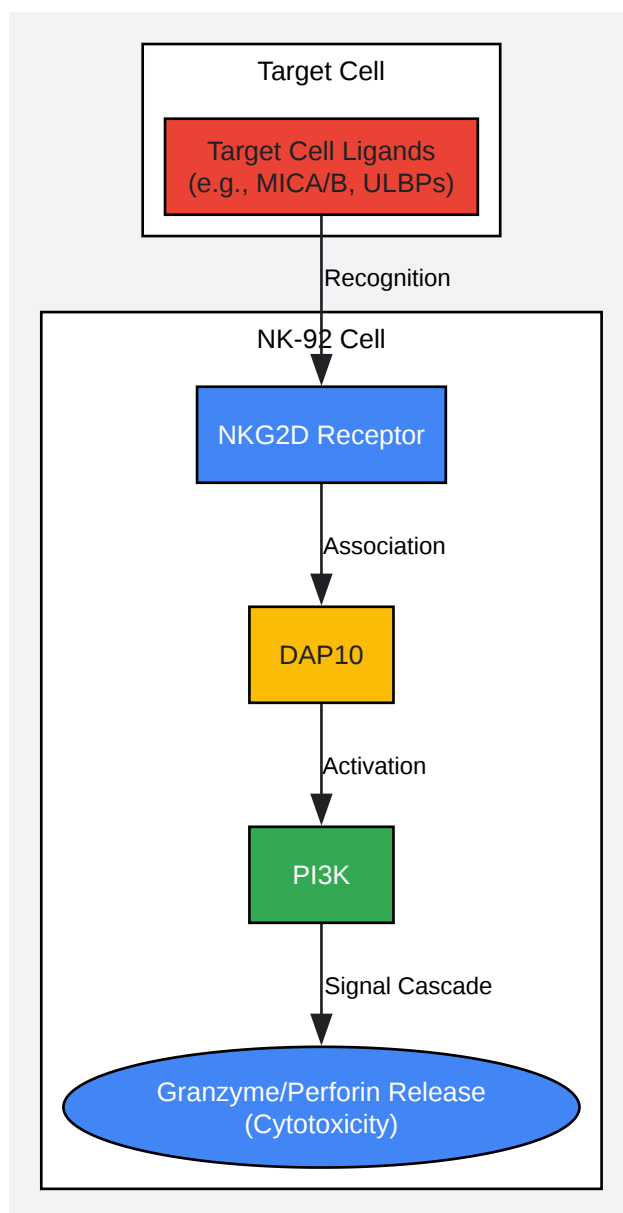 Target Cell
Target Cell Ligands
(e.g., MICA/B, ULBPs)
Recognition
NK-92 Cell
NKG2D Receptor
Association
DAP10
Activation
PI3K
Signal Cascade
Granzyme/Perforin Release
(Cytotoxicity)